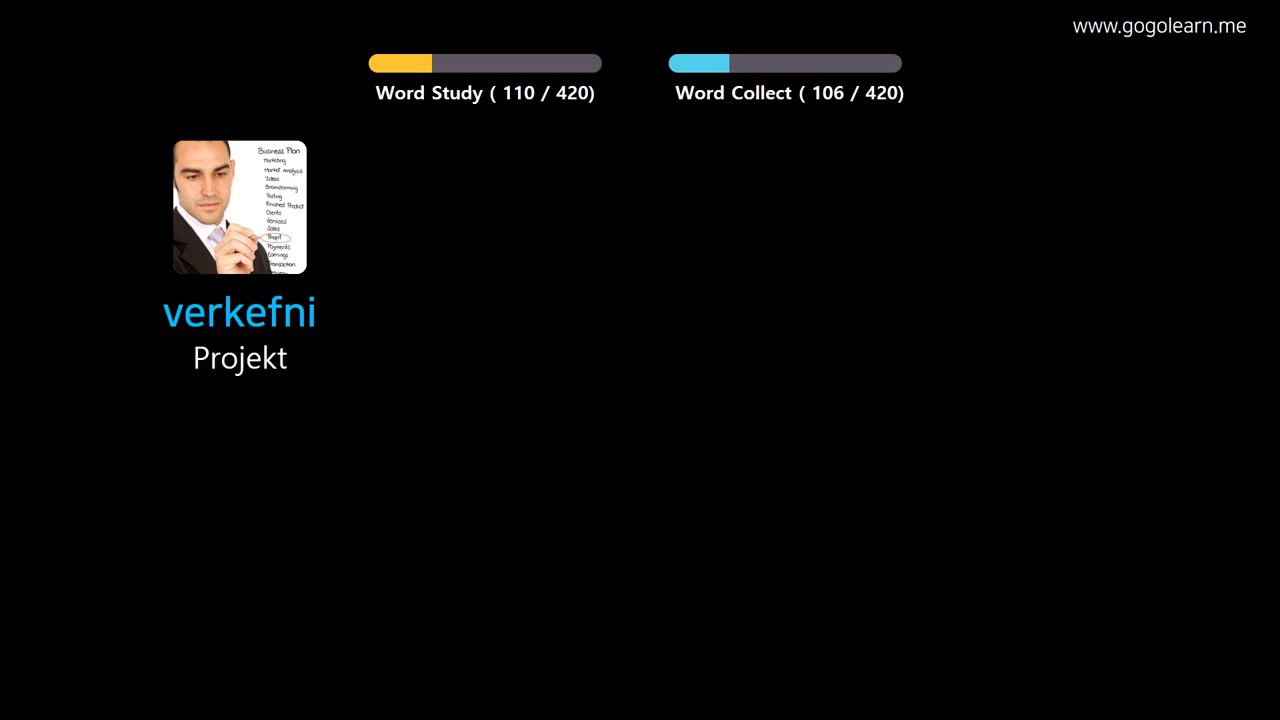 www.gogolearn.me
Word Study ( 110 / 420)
Word Collect ( 106 / 420)
Business Plan
Marketing
Market Analysis
Ideas
Brainstorming
Testing
Finished Product
Clients
Services
Sales
Profit
Payments
Earnings
verkefni
Projekt